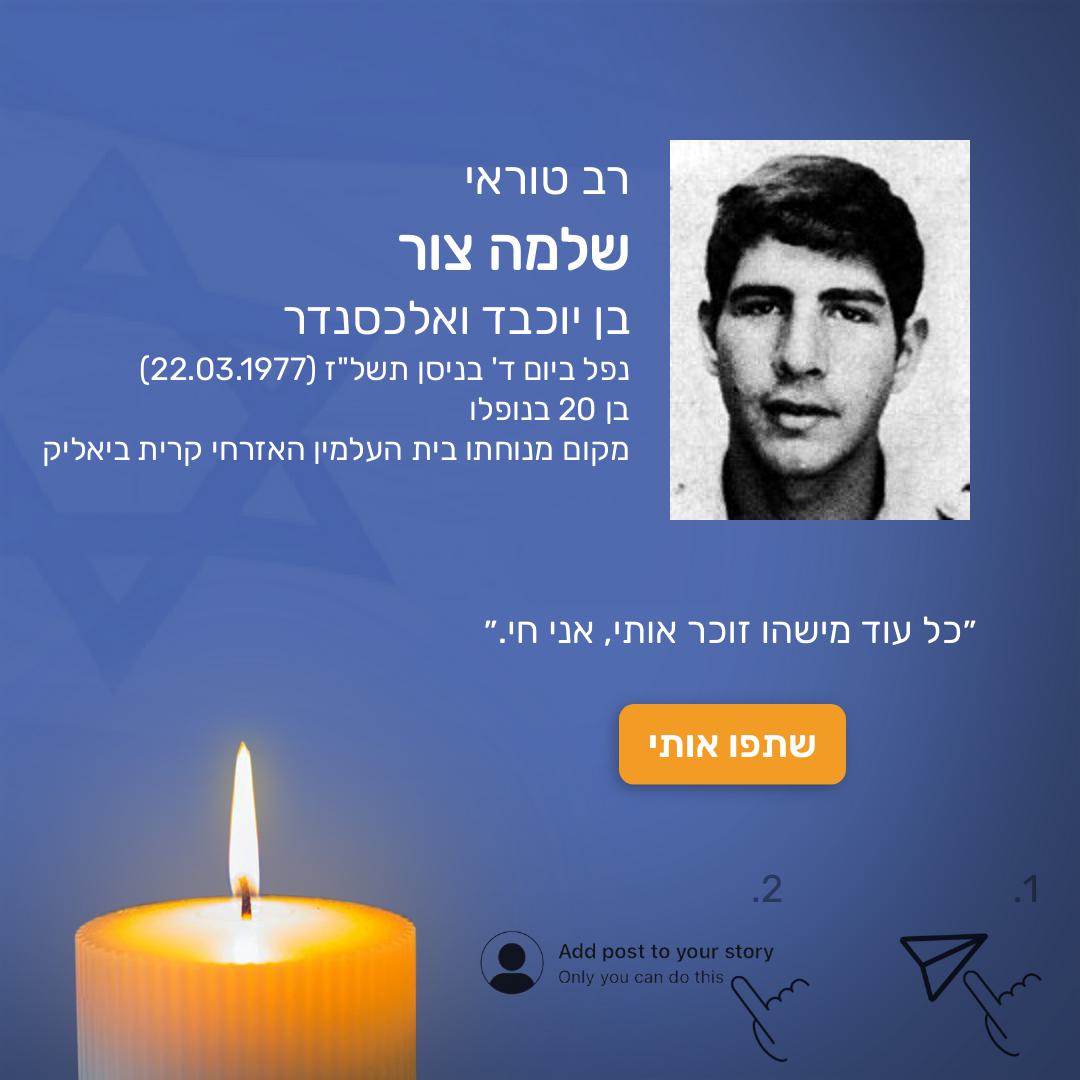 רב טוראי
שלמה צור
בן יוכבד ואלכסנדר
נפל ביום ד' בניסן תשל"ז (22.03.1977)
בן 20 בנופלו
מקום מנוחתו בית העלמין האזרחי קרית ביאליק
״כל עוד מישהו זוכר אותי, אני חי.״
שתפו אותי
1.
2.
Add post to your story
Only you can do this